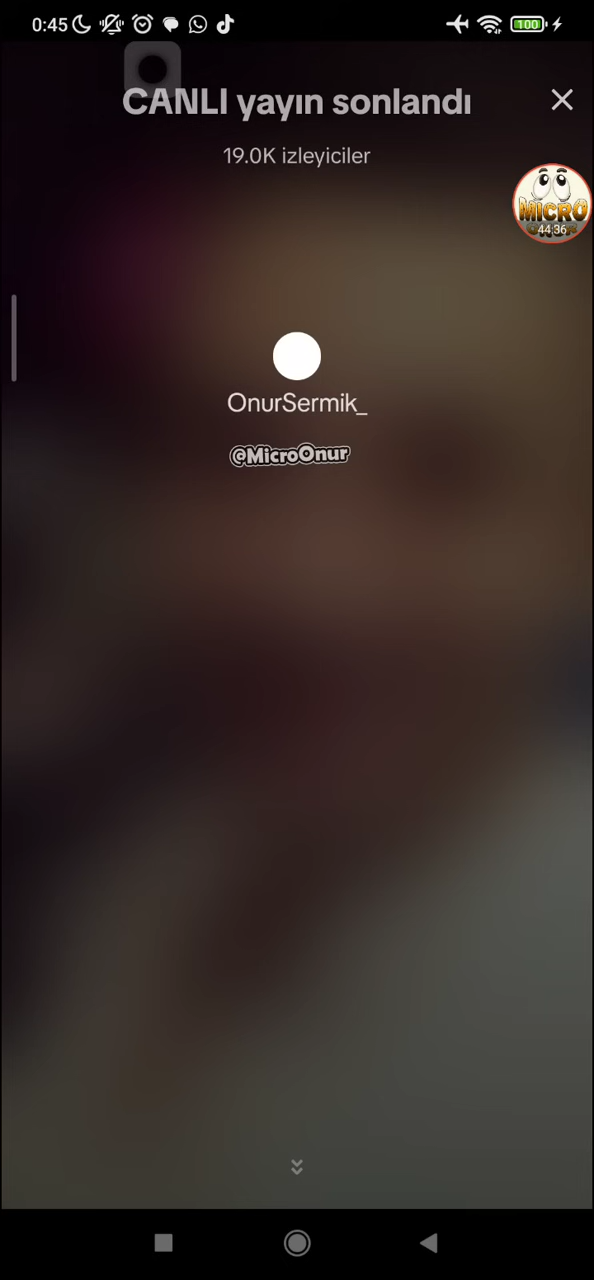 0:45
100
CANLI yayın sonlandı
19.0K izleyiciler
MICRO
44:36
OnurSermik_
@MicroOnur